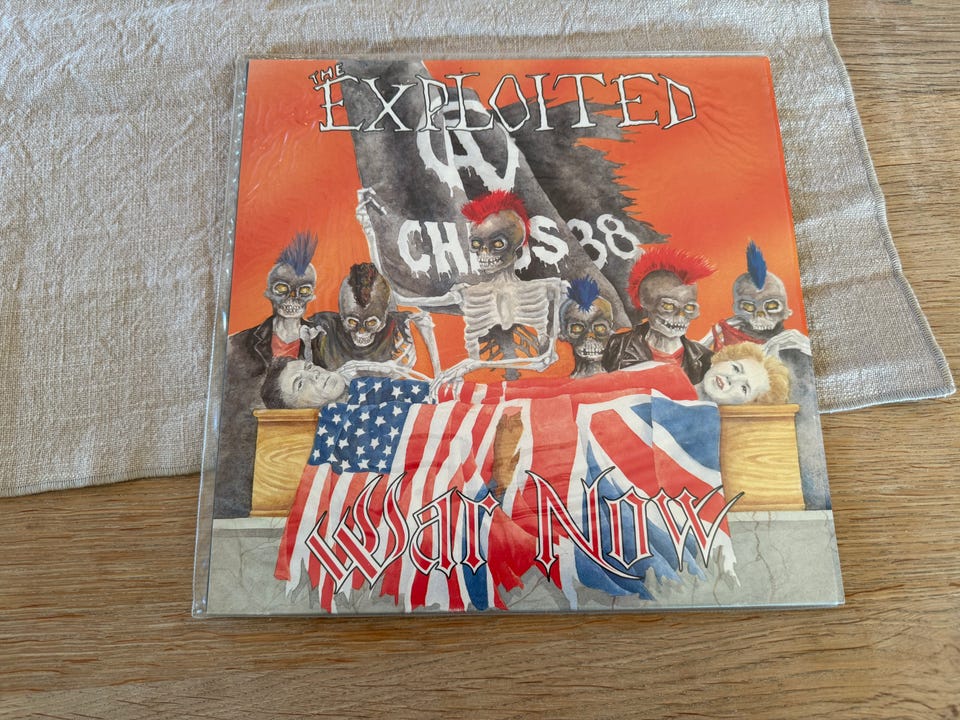 THE
EXPLOITED
A
CHAOS 88
War Now